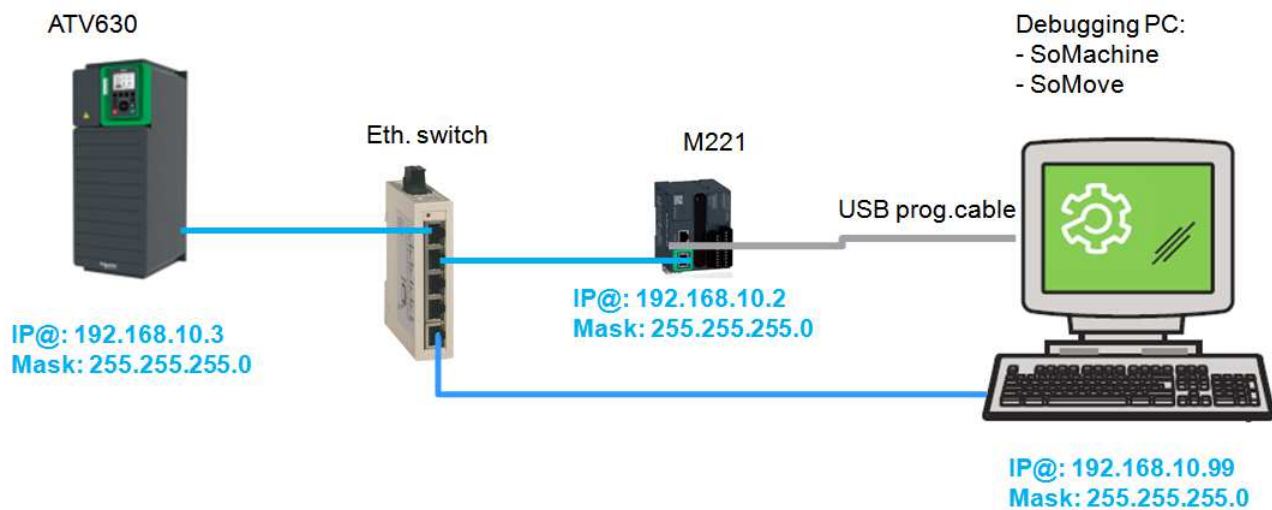 ATV630
Debugging PC:
- SoMachine
- SoMove
Eth. switch
M221
USB prog.cable
IP@: 192.168.10.3
Mask: 255.255.255.0
IP@: 192.168.10.2
Mask: 255.255.255.0
IP@: 192.168.10.99
Mask: 255.255.255.0